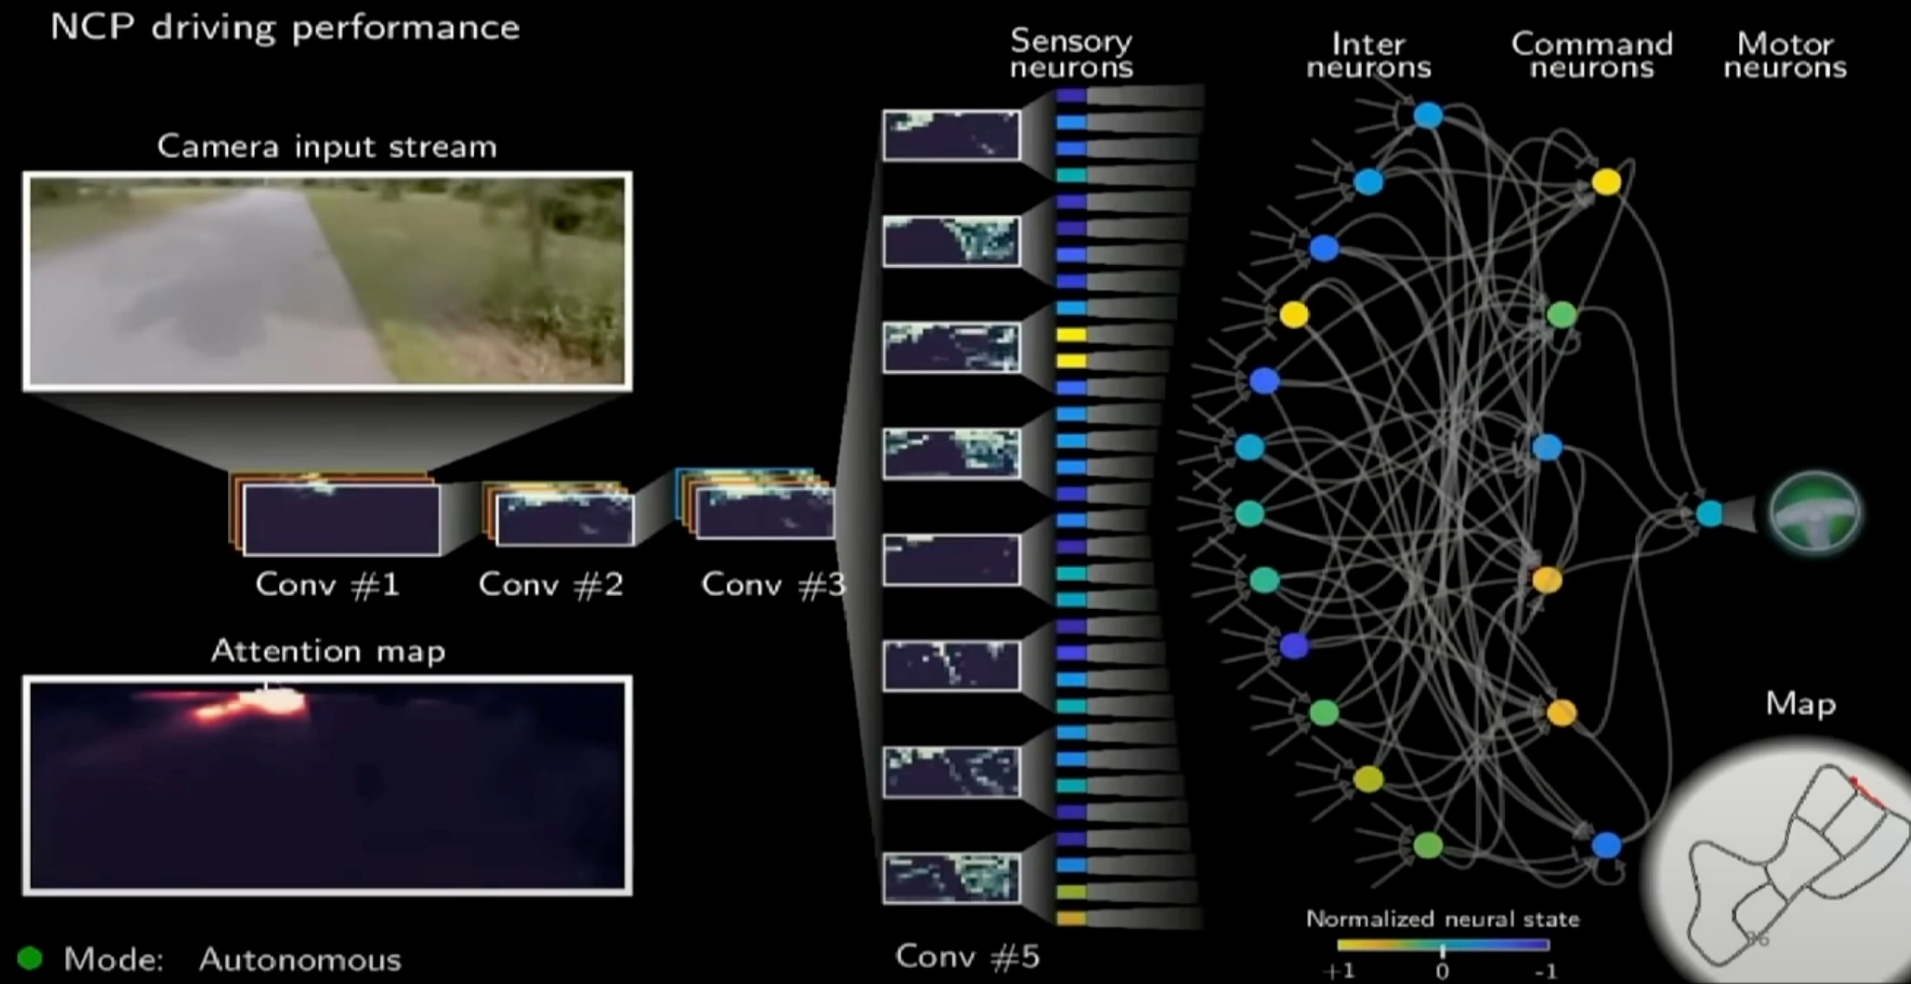 NCP driving performance
Camera input stream
Conv #1
Conv #2
Conv #3
Attention map
Mode: Autonomous
Sensory
neurons
Conv #5
Inter
neurons
Command
neurons
Motor
neurons
Normalized neural state
+1 0 -1
Map